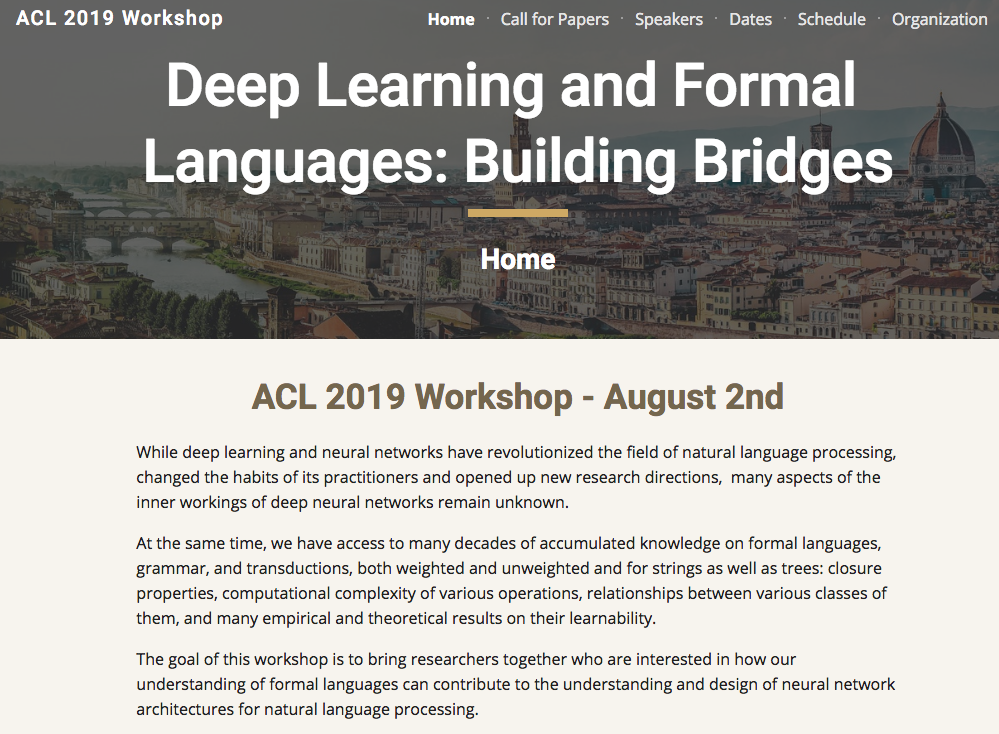 ACL 2019 Workshop
Home · Call for Papers · Speakers · Dates · Schedule · Organization
Deep Learning and Formal
Languages: Building Bridges
Home
ACL 2019 Workshop - August 2nd
While deep learning and neural networks have revolutionized the field of natural language processing,
changed the habits of its practitioners and opened up new research directions,  many aspects of the
inner workings of deep neural networks remain unknown.
At the same time, we have access to many decades of accumulated knowledge on formal languages,
grammar, and transductions, both weighted and unweighted and for strings as well as trees: closure
properties, computational complexity of various operations, relationships between various classes of
them, and many empirical and theoretical results on their learnability.
The goal of this workshop is to bring researchers together who are interested in how our
understanding of formal languages can contribute to the understanding and design of neural network
architectures for natural language processing.